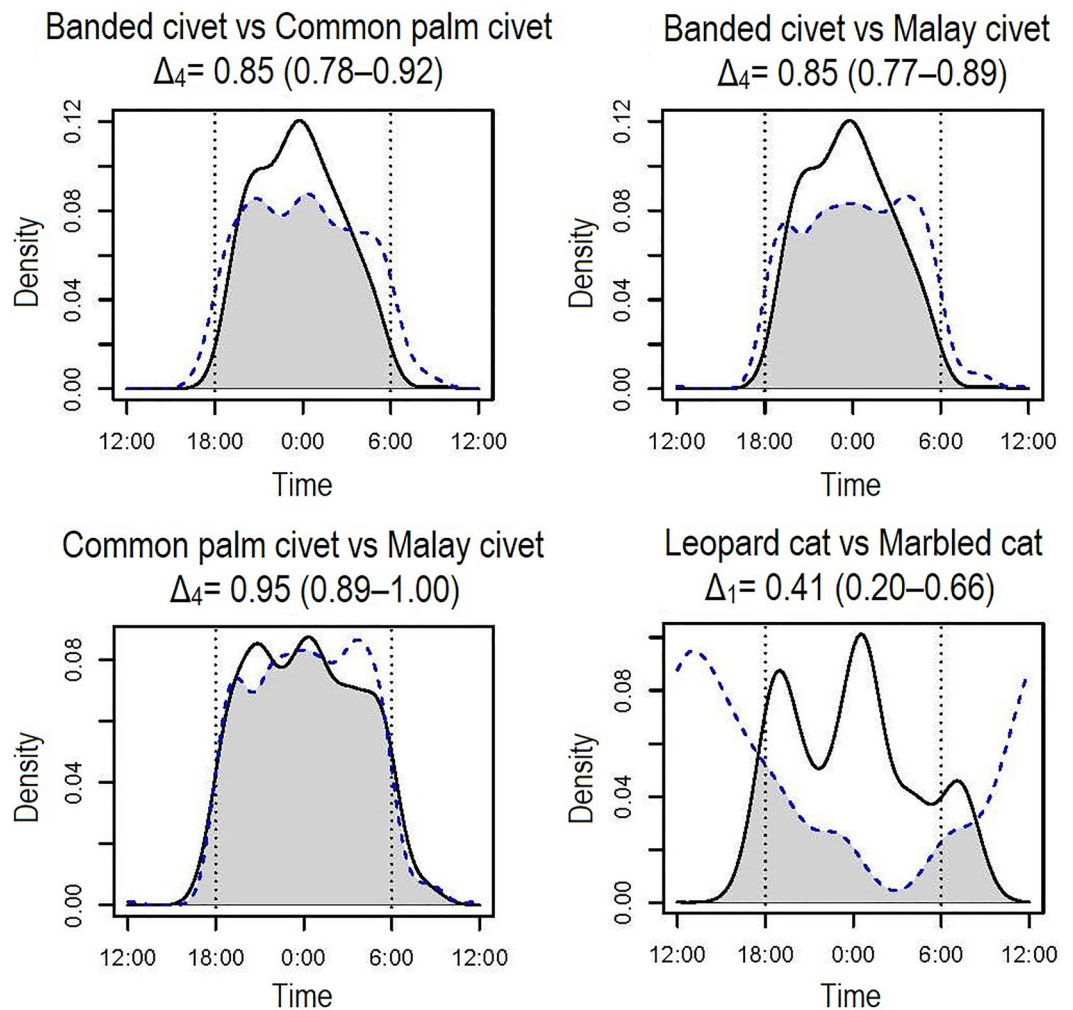 Banded civet vs Common palm civet
Δ4= 0.85 (0.78–0.92)
0.12
0.08
0.04
0.00
Density
12:00 18:00 0:00 6:00 12:00
Time
Banded civet vs Malay civet
Δ4= 0.85 (0.77–0.89)
0.12
0.08
0.04
0.00
Density
12:00 18:00 0:00 6:00 12:00
Time
Common palm civet vs Malay civet
Δ4= 0.95 (0.89–1.00)
0.08
0.04
0.00
Density
12:00 18:00 0:00 6:00 12:00
Time
Leopard cat vs Marbled cat
Δ1= 0.41 (0.20–0.66)
0.08
0.04
0.00
Density
12:00 18:00 0:00 6:00 12:00
Time